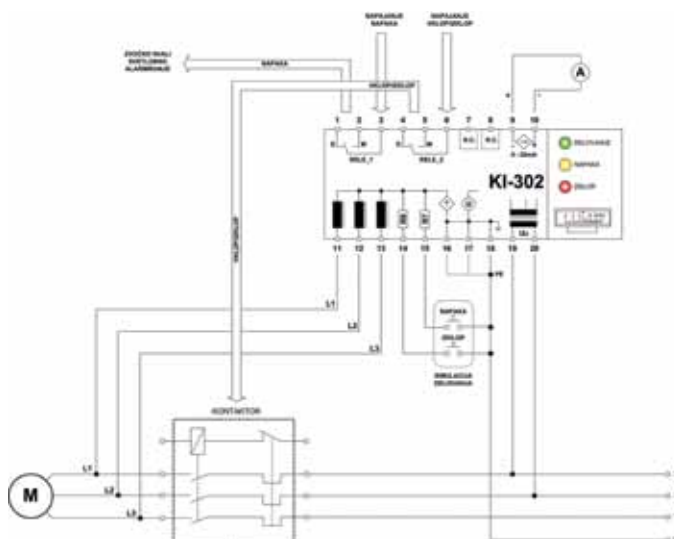 NAPAJANJE
NAPAKA
NAPAJANJE
VKLOP/IZKLOP
ZVOČNO IN/ALI
SVETLOBNO
ALARMIRANJE
NAPAKA
VKLOP/IZKLOP
A
1 2 3 4 5 6 7 8 9 10
N.C. N.C.
RELE_1 RELE_2
DELOVANJE
NAPAKA
IZKLOP
KI-302
VKLOP/IZKLOP
11 12 13 14 15 16 17 18 19 20
PE
L1
L2
L3
NAPAKA
IZKLOP
SIMULACIJA
DELOVANJA
KONTAKTOR
M
L1
L2
L3